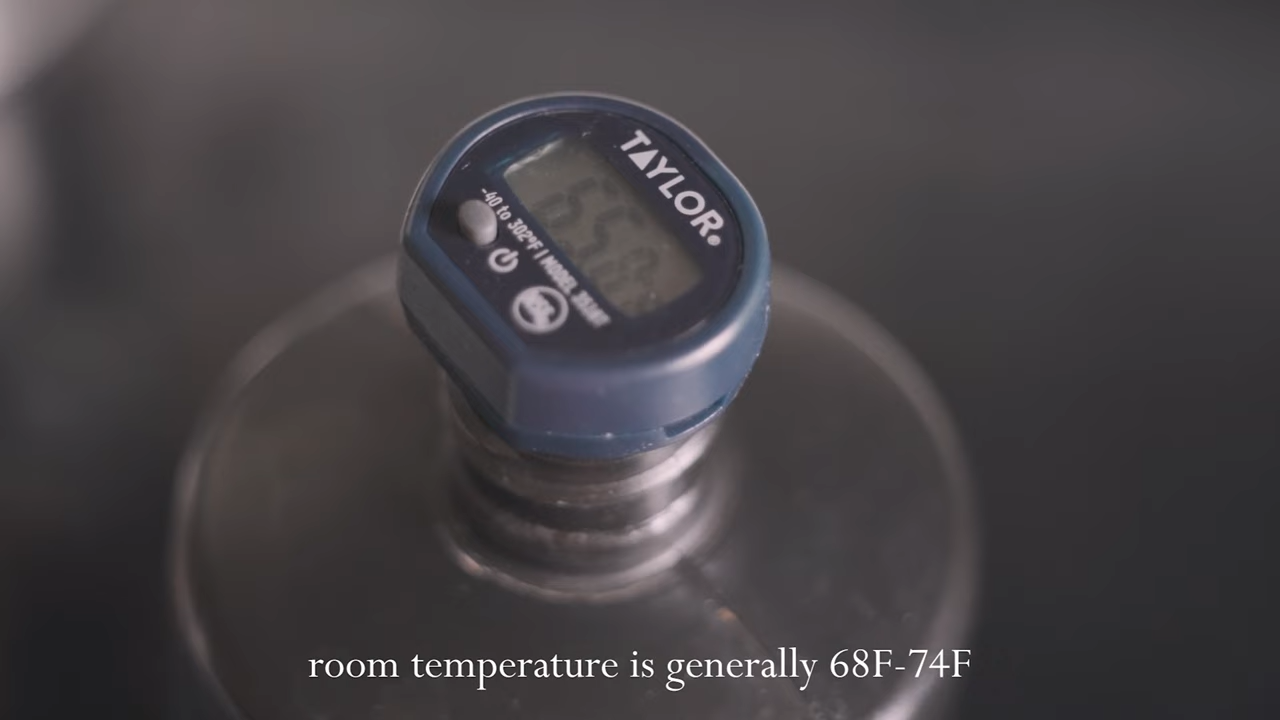 TAYLOR®
-40 to 302°F | MODEL
room temperature is generally 68F-74F